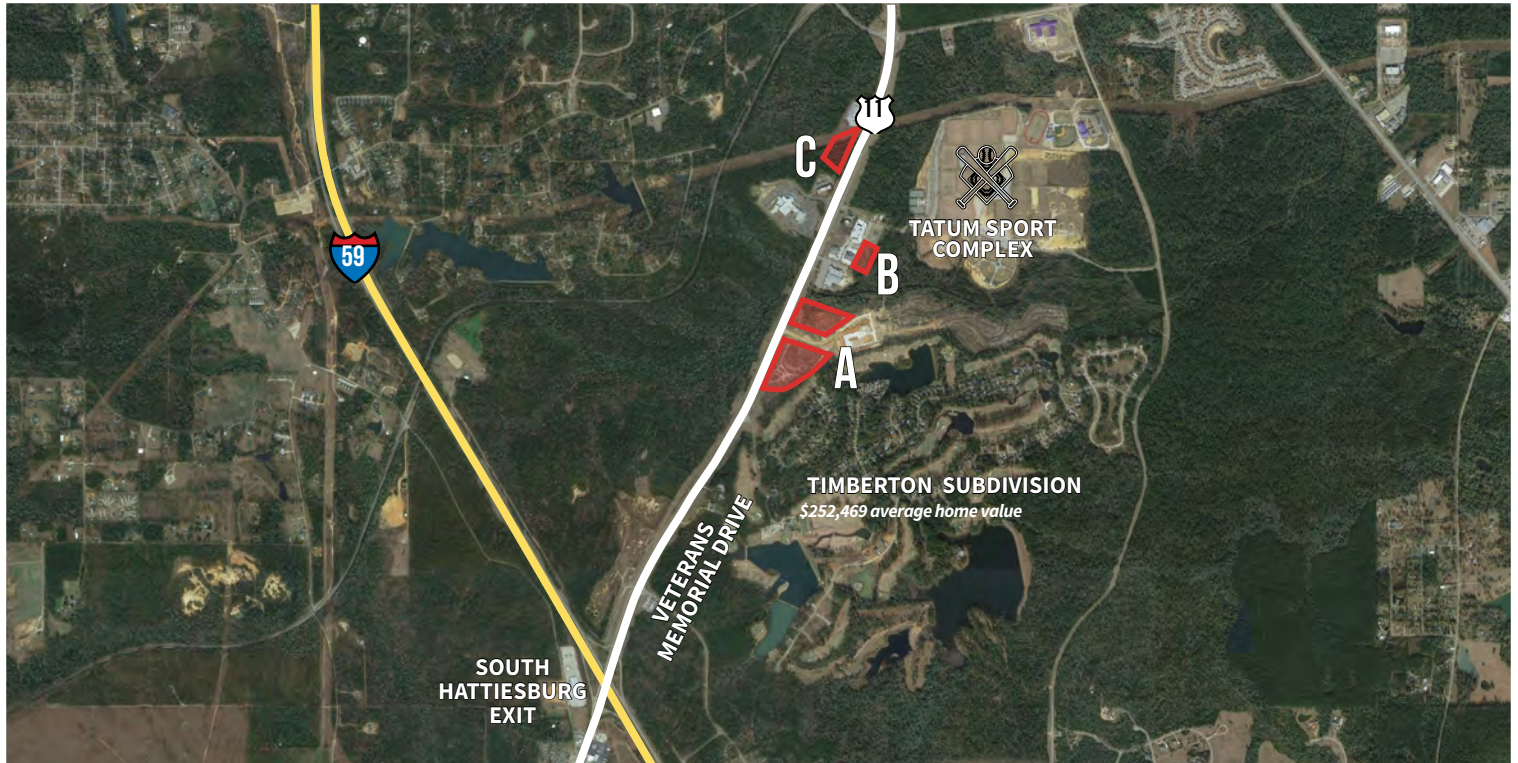 11
C
TATUM SPORT
COMPLEX
59
B
A
TIMBERTON SUBDIVISION
$252,469 average home value
VETERANS
MEMORIAL DRIVE
SOUTH
HATTIESBURG
EXIT